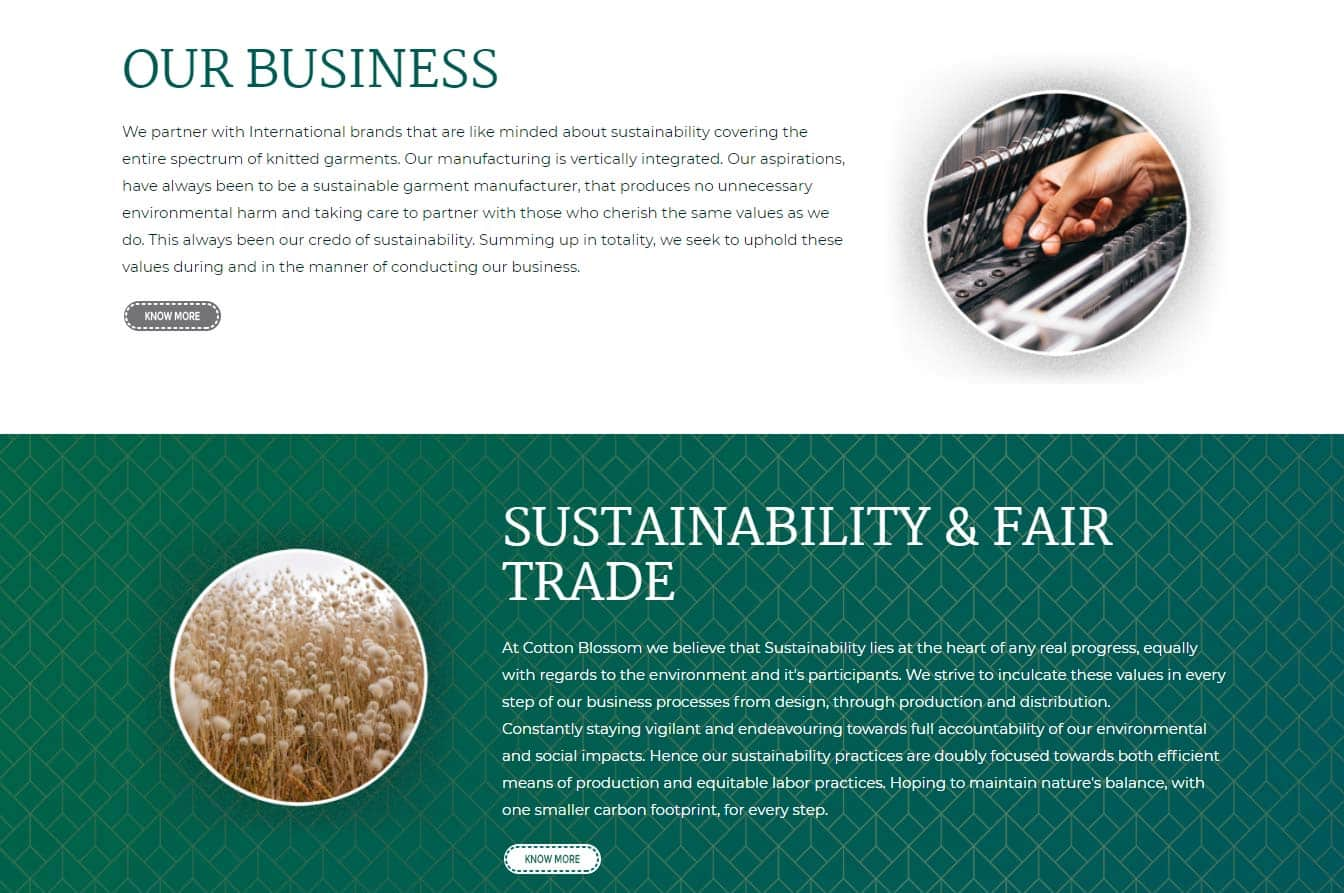 OUR BUSINESS
We partner with International brands that are like minded about sustainability covering the
entire spectrum of knitted garments. Our manufacturing is vertically integrated. Our aspirations,
have always been to be a sustainable garment manufacturer, that produces no unnecessary
environmental harm and taking care to partner with those who cherish the same values as we
do. This always been our credo of sustainability. Summing up in totality, we seek to uphold these
values during and in the manner of conducting our business.
KNOW MORE
SUSTAINABILITY & FAIR
TRADE
At Cotton Blossom we believe that Sustainability lies at the heart of any real progress, equally
with regards to the environment and it's participants. We strive to inculcate these values in every
step of our business processes from design, through production and distribution.
Constantly staying vigilant and endeavouring towards full accountability of our environmental
and social impacts. Hence our sustainability practices are doubly focused towards both efficient
means of production and equitable labor practices. Hoping to maintain nature's balance, with
one smaller carbon footprint, for every step.
KNOW MORE